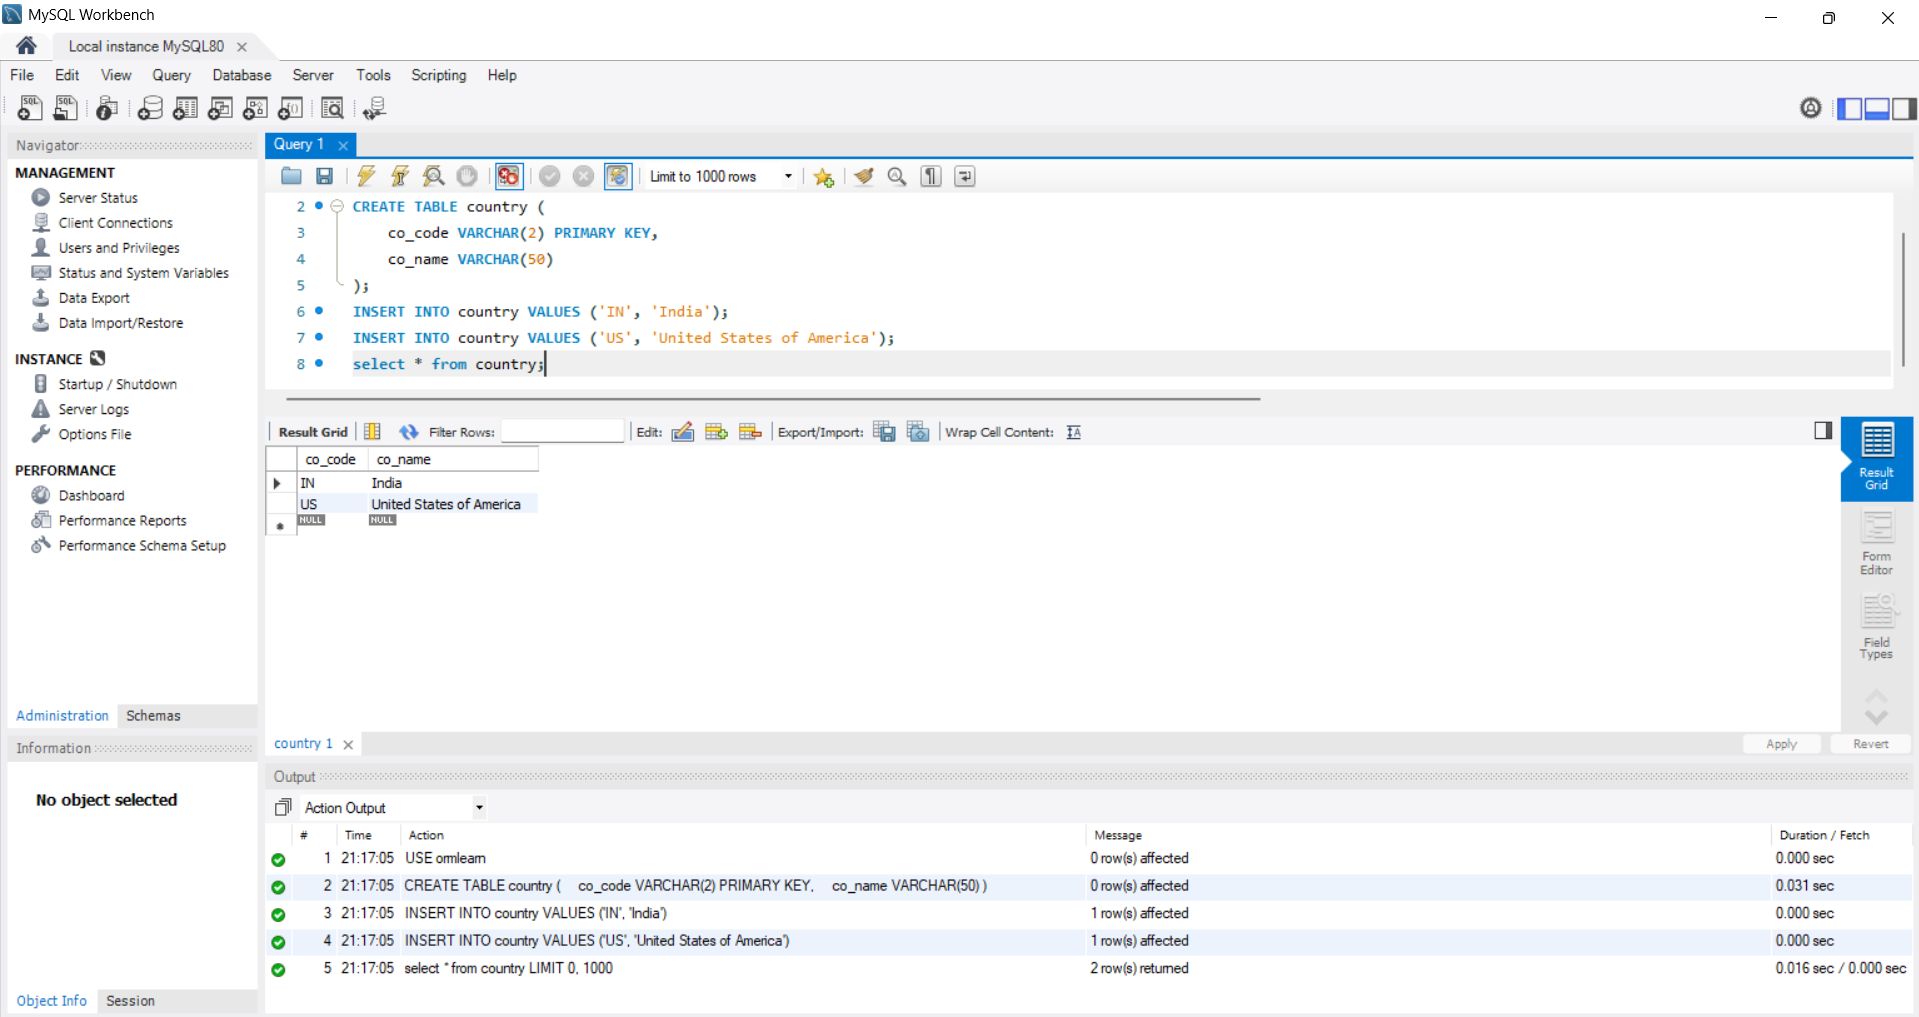 MySQL Workbench
Local instance MySQL80
File Edit View Query Database Server Tools Scripting Help
Navigator
MANAGEMENT
Server Status
Client Connections
Users and Privileges
Status and System Variables
Data Export
Data Import/Restore
INSTANCE
Startup / Shutdown
Server Logs
Options File
PERFORMANCE
Dashboard
Performance Reports
Performance Schema Setup
Administration Schemas
Information
No object selected
Object Info Session
Query 1
Limit to 1000 rows
2 CREATE TABLE country (
3 co_code VARCHAR(2) PRIMARY KEY,
4 co_name VARCHAR(50)
5 );
6 INSERT INTO country VALUES ('IN', 'India');
7 INSERT INTO country VALUES ('US', 'United States of America');
8 select * from country;
Result Grid Filter Rows: Edit: Export/Import: Wrap Cell Content:
co_code co_name
IN India
US United States of America
NULL NULL
Result
Grid
Form
Editor
Field
Types
country 1
Apply Revert
Output
Action Output
# Time Action Message Duration / Fetch
1 21:17:05 USE ormlearn 0 row(s) affected 0.000 sec
2 21:17:05 CREATE TABLE country ( co_code VARCHAR(2) PRIMARY KEY, co_name VARCHAR(50) ) 0 row(s) affected 0.031 sec
3 21:17:05 INSERT INTO country VALUES ('IN', 'India') 1 row(s) affected 0.000 sec
4 21:17:05 INSERT INTO country VALUES ('US', 'United States of America') 1 row(s) affected 0.000 sec
5 21:17:05 select * from country LIMIT 0, 1000 2 row(s) returned 0.016 sec / 0.000 sec